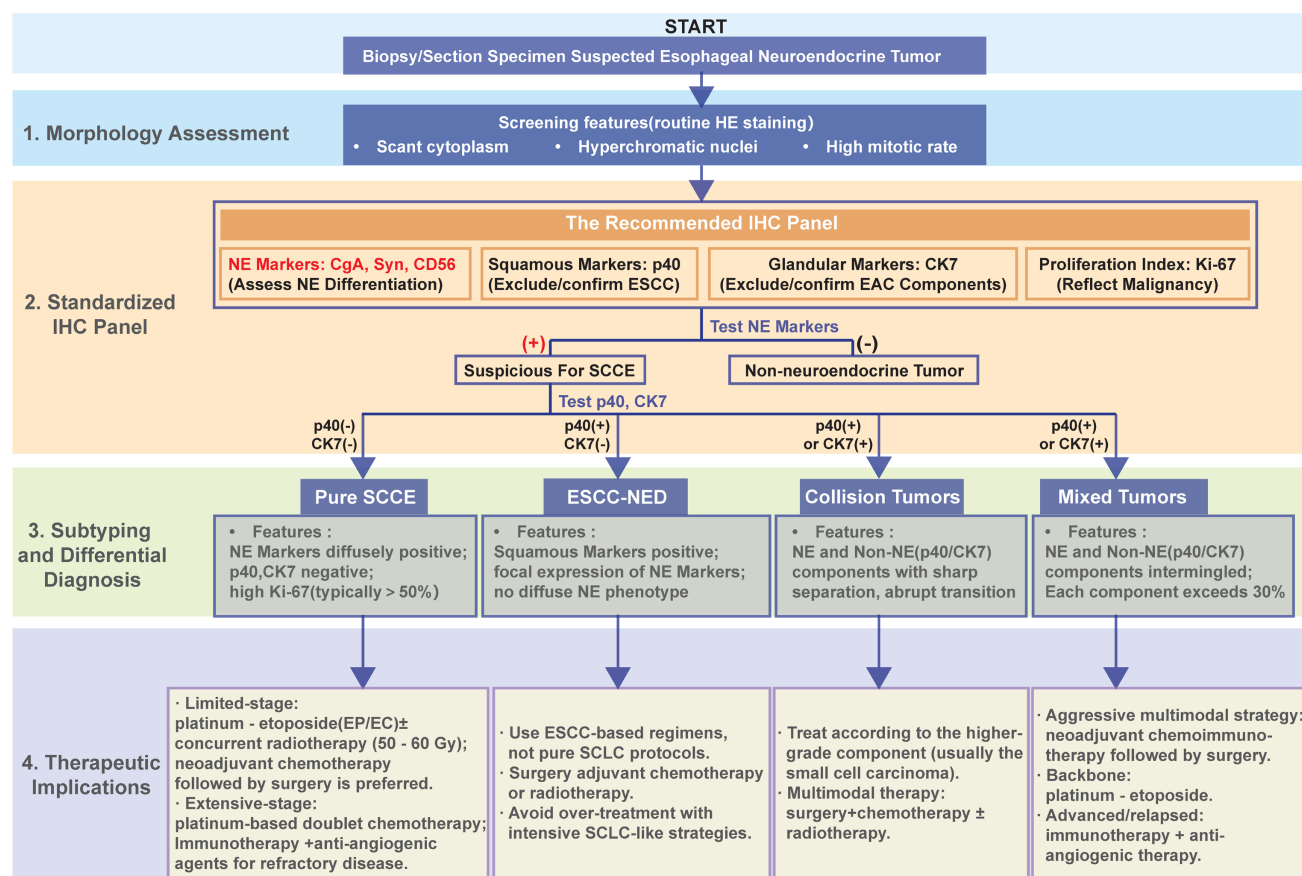 START
Biopsy/Section Specimen Suspected Esophageal Neuroendocrine Tumor
1. Morphology Assessment
Screening features(routine HE staining)
• Scant cytoplasm • Hyperchromatic nuclei • High mitotic rate
2. Standardized
IHC Panel
The Recommended IHC Panel
NE Markers: CgA, Syn, CD56
(Assess NE Differentiation)
Squamous Markers: p40
(Exclude/confirm ESCC)
Glandular Markers: CK7
(Exclude/confirm EAC Components)
Proliferation Index: Ki-67
(Reflect Malignancy)
Test NE Markers
(+)
(-)
Suspicious For SCCE
Non-neuroendocrine Tumor
Test p40, CK7
p40(-)
CK7(-)
p40(+)
CK7(-)
p40(+)
or CK7(+)
p40(+)
or CK7(+)
3. Subtyping
and Differential
Diagnosis
Pure SCCE
• Features :
NE Markers diffusely positive;
p40,CK7 negative;
high Ki-67(typically > 50%)
ESCC-NED
• Features :
Squamous Markers positive;
focal expression of NE Markers;
no diffuse NE phenotype
Collision Tumors
• Features :
NE and Non-NE(p40/CK7)
components with sharp
separation, abrupt transition
Mixed Tumors
• Features :
NE and Non-NE(p40/CK7)
components intermingled;
Each component exceeds 30%
4. Therapeutic
Implications
· Limited-stage:
platinum - etoposide(EP/EC)±
concurrent radiotherapy (50 - 60 Gy);
neoadjuvant chemotherapy
followed by surgery is preferred.
· Extensive-stage:
platinum-based doublet chemotherapy;
Immunotherapy +anti-angiogenic
agents for refractory disease.
· Use ESCC-based regimens,
not pure SCLC protocols.
· Surgery adjuvant chemotherapy
or radiotherapy.
· Avoid over-treatment with
intensive SCLC-like strategies.
· Treat according to the higher-
grade component (usually the
small cell carcinoma).
· Multimodal therapy:
surgery+chemotherapy ±
radiotherapy.
· Aggressive multimodal strategy:
neoadjuvant chemoimmuno-
therapy followed by surgery.
· Backbone:
platinum - etoposide.
· Advanced/relapsed:
immunotherapy + anti-
angiogenic therapy.